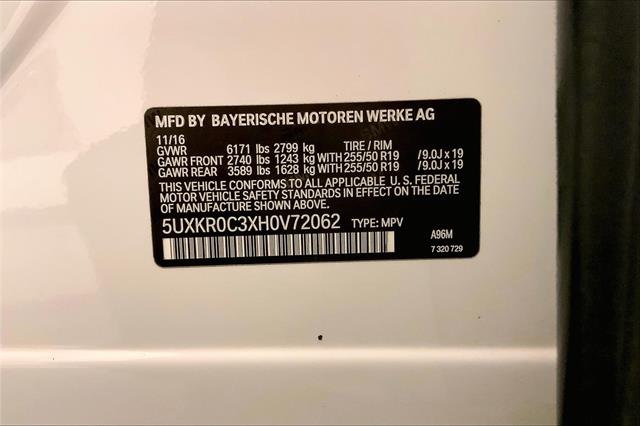 MFD BY BAYERISCHE MOTOREN WERKE AG
11/16 TIRE / RIM
GVWR 6171 lbs 2799 kg
GAWR FRONT 2740 lbs 1243 kg WITH 255/50 R19 /9.0J x 19
GAWR REAR 3589 lbs 1628 kg WITH 255/50 R19 /9.0J x 19
THIS VEHICLE CONFORMS TO ALL APPLICABLE U.S. FEDERAL
MOTOR VEHICLE SAFETY STANDARDS IN EFFECT ON THE DATE OF
MANUFACTURE SHOWN ABOVE.
5UXKR0C3XH0V72062 TYPE: MPV
A96M
7 320 729